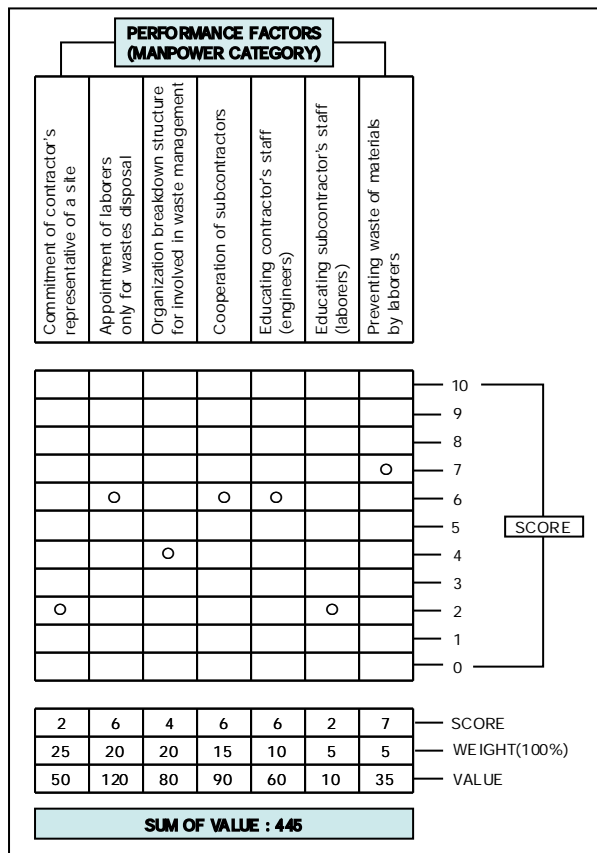 PERFORMANCE FACTORS
(MANPOWER CATEGORY)
Commitment of contractor's
representative of a site
Appointment of laborers
only for wastes disposal
Organization breakdown structure
for involved in waste management
Cooperation of subcontractors
Educating contractor's staff
(engineers)
Educating subcontractor's staff
(laborers)
Preventing waste of materials
by laborers
10
9
8
7
6
5
4
3
2
1
0
SCORE
2 6 4 6 6 2 7 SCORE
25 20 20 15 10 5 5 WEIGHT(100%)
50 120 80 90 60 10 35 VALUE
SUM OF VALUE : 445